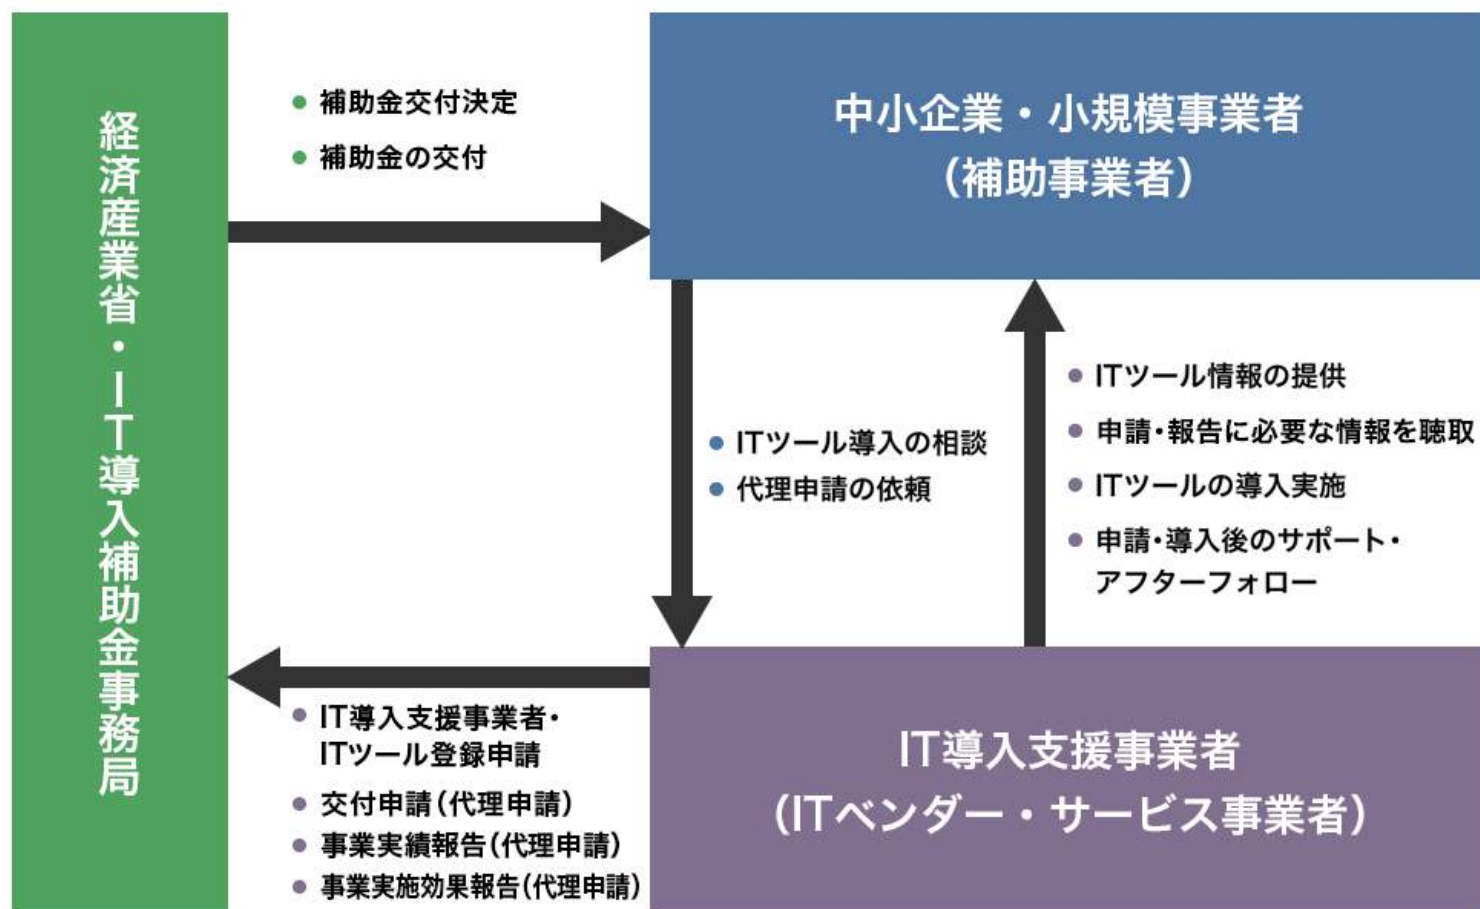 経済産業省・IT導入補助金事務局
● 補助金交付決定
● 補助金の交付
中小企業・小規模事業者
(補助事業者)
● ITツール導入の相談
● 代理申請の依頼
● ITツール情報の提供
● 申請・報告に必要な情報を聴取
● ITツールの導入実施
● 申請・導入後のサポート・
アフターフォロー
● IT導入支援事業者・
ITツール登録申請
● 交付申請(代理申請)
● 事業実績報告(代理申請)
● 事業実施効果報告(代理申請)
IT導入支援事業者
(ITベンダー・サービス事業者)